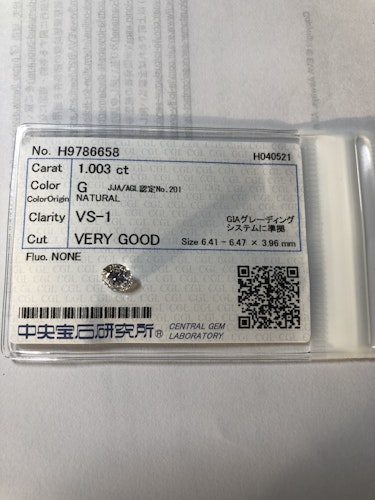 No. H9786658 H040521
Carat 1.003 ct
Color G JJA/AGL認定No.201
ColorOrigin NATURAL
Clarity VS-1 GIAグレーディング
システムに準拠
Cut VERY GOOD Size 6.41 - 6.47 × 3.96 mm
Fluo. NONE
中央宝石研究所® CENTRAL GEM
LABORATORY.